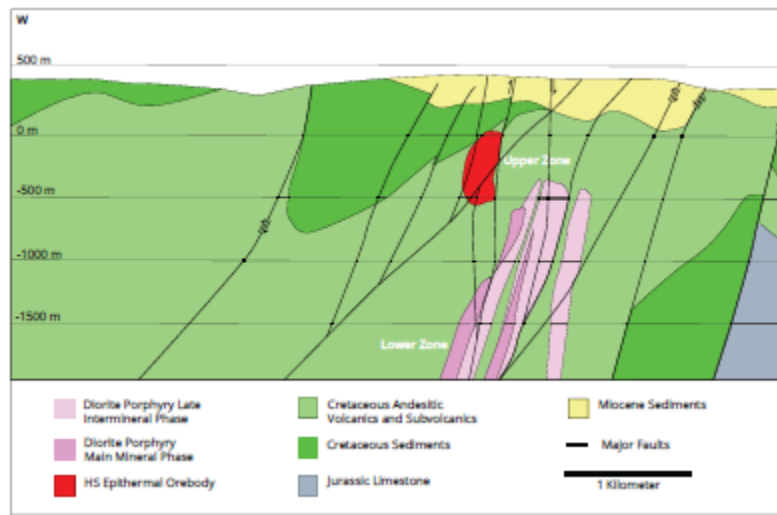 W
500 m
0 m
Upper Zone
-500 m
-1000 m
-1500 m
Lower Zone
Diorite Porphyry Late
Intermineral Phase
Cretaceous Andesitic
Volcanics and Subvolcanics
Miocene Sediments
Diorite Porphyry
Main Mineral Phase
Cretaceous Sediments
Major Faults
HS Epithermal Orebody
Jurassic Limestone
1 Kilometer